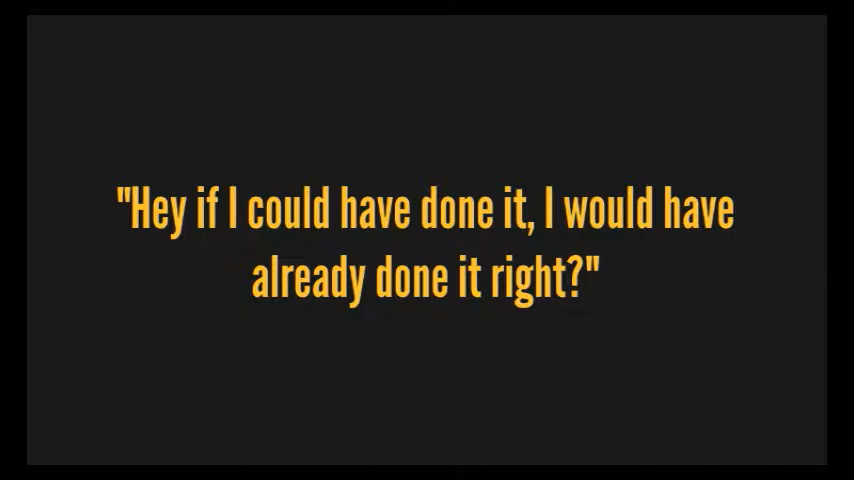 "Hey if I could have done it, I would have
already done it right?"